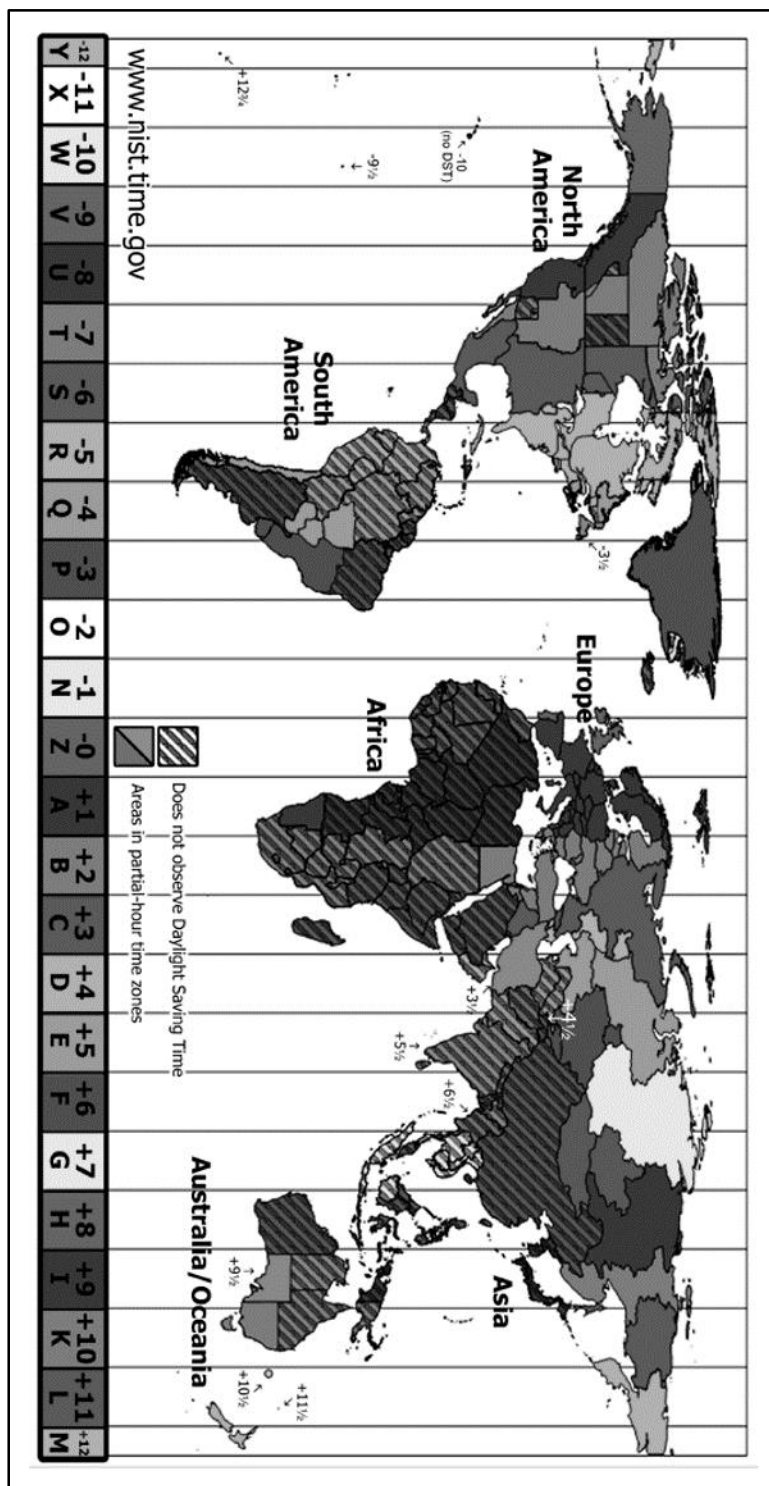 -12 -11 -10 -9 -8 -7 -6 -5 -4 -3 -2 -1 -0 +1 +2 +3 +4 +5 +6 +7 +8 +9 +10 +11 +12
Y X W V U T S R Q P O N Z A B C D E F G H I K L M
www.nist.time.gov
+12¾
-9½
-10
(no DST)
North
America
South
America
-3½
Europe
Africa
Does not observe Daylight Saving Time
Areas in partial-hour time zones
+3½
+4½
+5½
+6½
Asia
Australia/Oceania
+9½
+10½
+11½